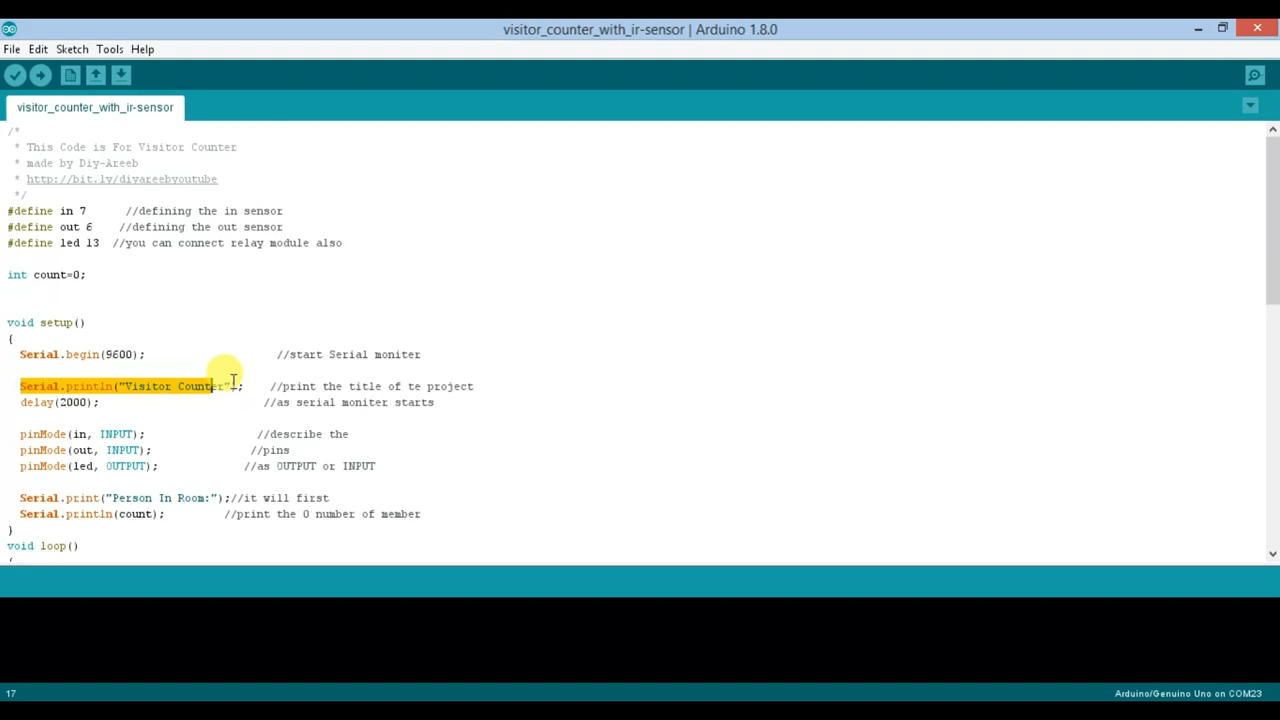 visitor_counter_with_ir-sensor | Arduino 1.8.0
File Edit Sketch Tools Help
visitor_counter_with_ir-sensor
/*
* This Code is For Visitor Counter
* made by Diy-Areeb
* http://bit.ly/diyareebyoutube
*/
#define in 7 //defining the in sensor
#define out 6 //defining the out sensor
#define led 13 //you can connect relay module also
int count=0;
void setup()
{
Serial.begin(9600); //start Serial moniter
Serial.println("Visitor Counter"); //print the title of te project
delay(2000); //as serial moniter starts
pinMode(in, INPUT); //describe the
pinMode(out, INPUT); //pins
pinMode(led, OUTPUT); //as OUTPUT or INPUT
Serial.print("Person In Room:");//it will first
Serial.println(count); //print the 0 number of member
}
void loop()
{
17
Arduino/Genuino Uno on COM23